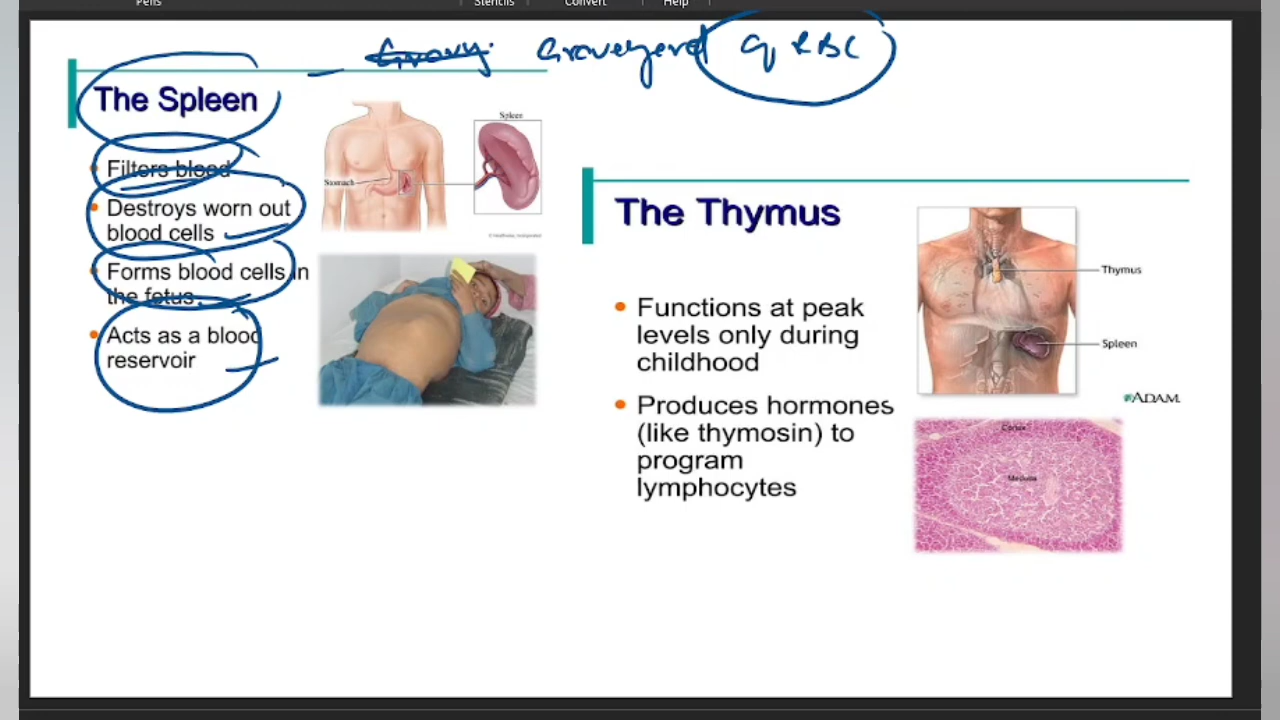 Pens Stencils Convert Help
Graveyard of RBC
The Spleen
Filters blood
Destroys worn out
blood cells
Forms blood cells in
the fetus.
Acts as a blood
reservoir
Spleen
Stomach
The Thymus
Functions at peak
levels only during
childhood
Produces hormones
(like thymosin) to
program
lymphocytes
Thymus
Spleen
ADAM.
Cortex
Medulla